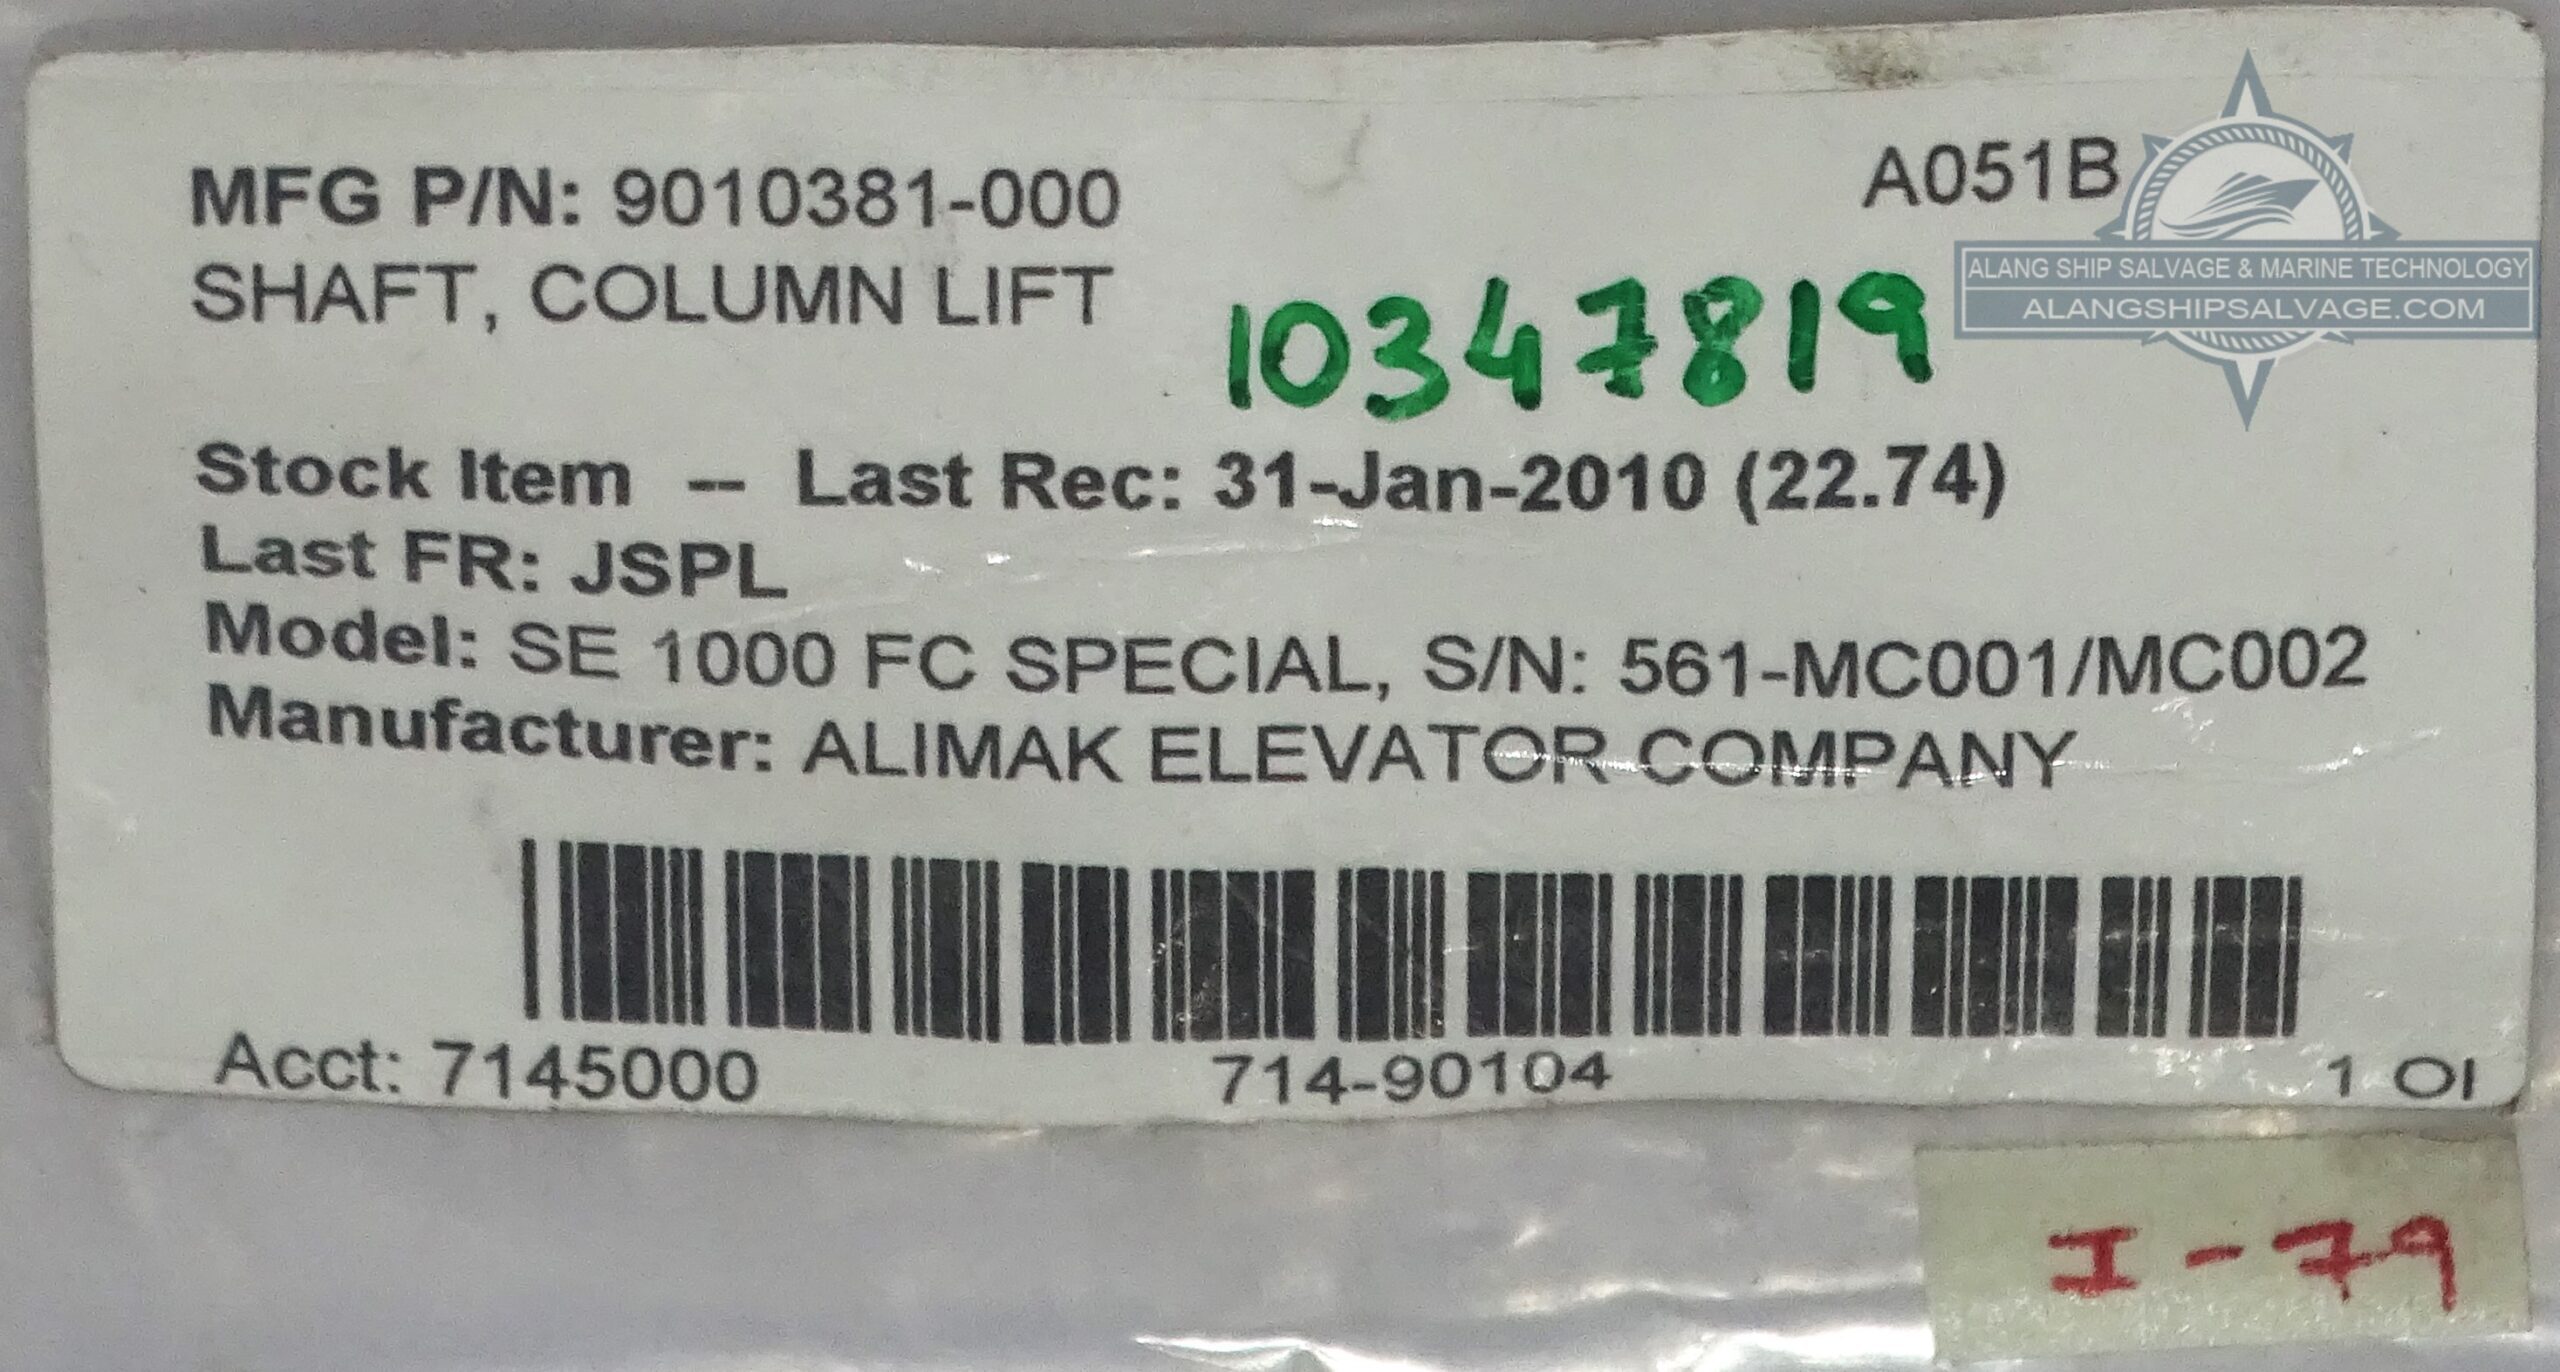 MFG P/N: 9010381-000
A051B
SHAFT, COLUMN LIFT
10347819
ALANG SHIP SALVAGE & MARINE TECHNOLOGY
ALANGSHIPSALVAGE.COM
Stock Item -- Last Rec: 31-Jan-2010 (22.74)
Last FR: JSPL
Model: SE 1000 FC SPECIAL, S/N: 561-MC001/MC002
Manufacturer: ALIMAK ELEVATOR COMPANY
Acct: 7145000 714-90104 1 OI
I-79